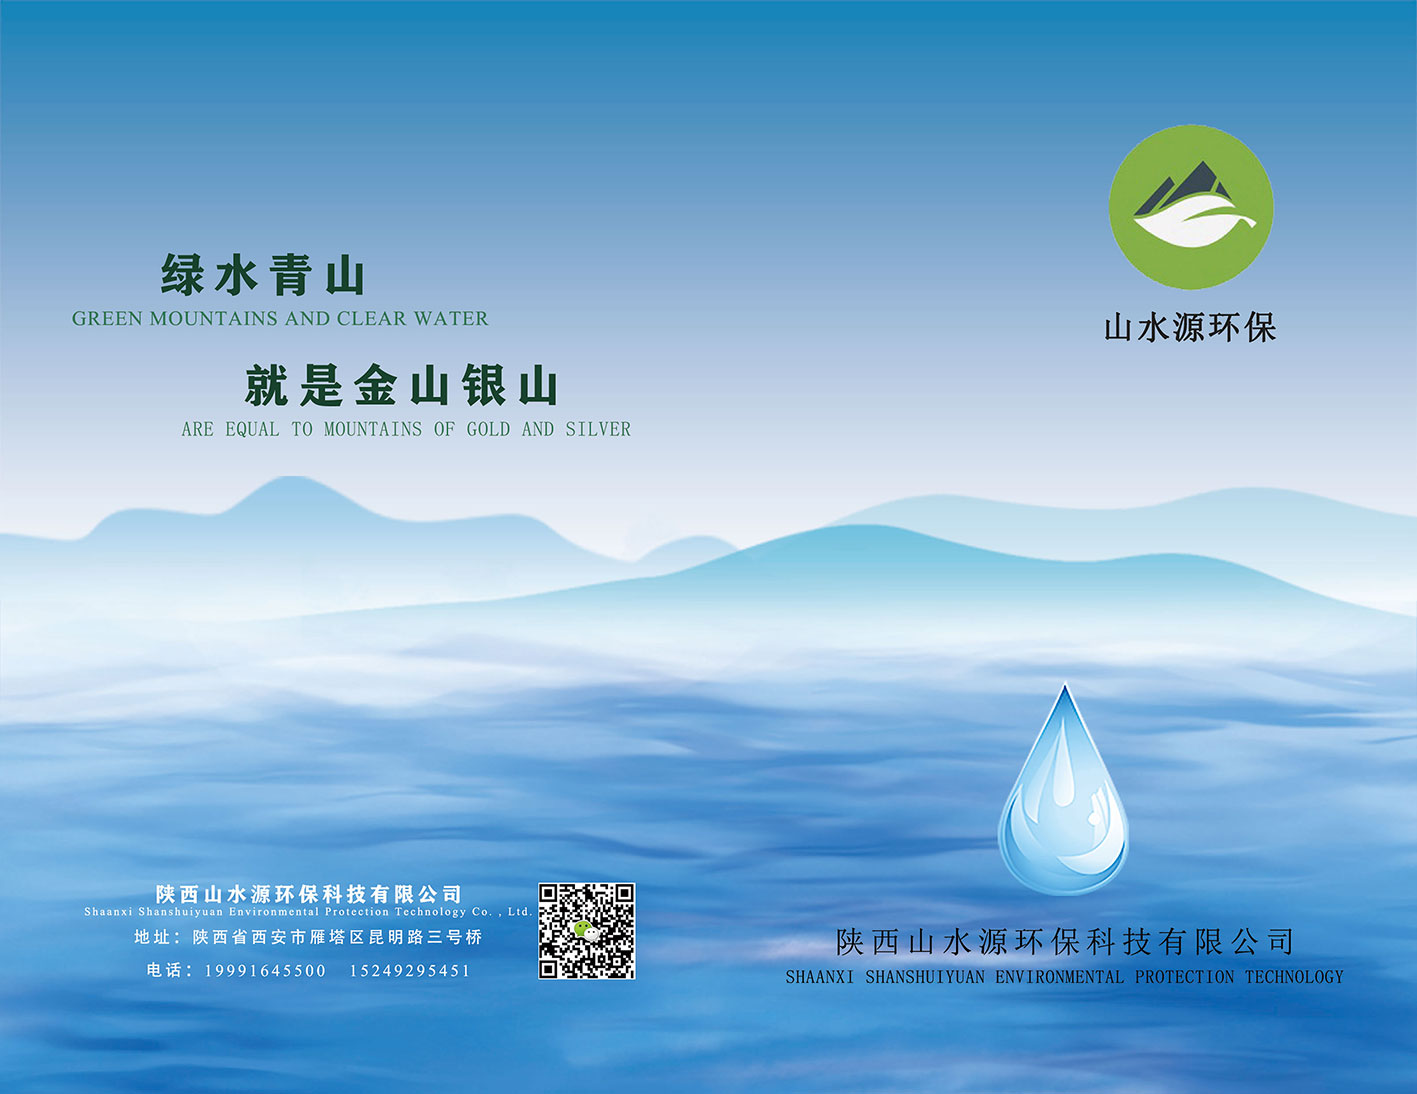 绿水青山
GREEN MOUNTAINS AND CLEAR WATER
就是金山银山
ARE EQUAL TO MOUNTAINS OF GOLD AND SILVER
陕西山水源环保科技有限公司
Shaanxi Shanshuiyuan Environmental Protection Technology Co. , Ltd.
地址：陕西省西安市雁塔区昆明路三号桥
电话：19991645500 15249295451
山水源环保
陕西山水源环保科技有限公司
SHAANXI SHANSHUIYUAN ENVIRONMENTAL PROTECTION TECHNOLOGY